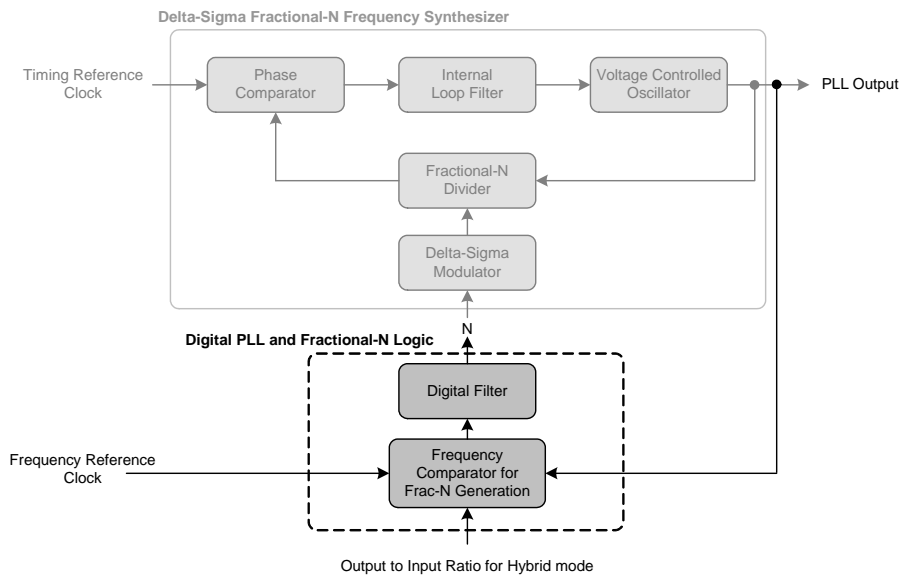 Delta-Sigma Fractional-N Frequency Synthesizer
Timing Reference
Clock
Phase
Comparator
Internal
Loop Filter
Voltage Controlled
Oscillator
PLL Output
Fractional-N
Divider
Delta-Sigma
Modulator
N
Digital PLL and Fractional-N Logic
Digital Filter
Frequency Reference
Clock
Frequency
Comparator for
Frac-N Generation
Output to Input Ratio for Hybrid mode